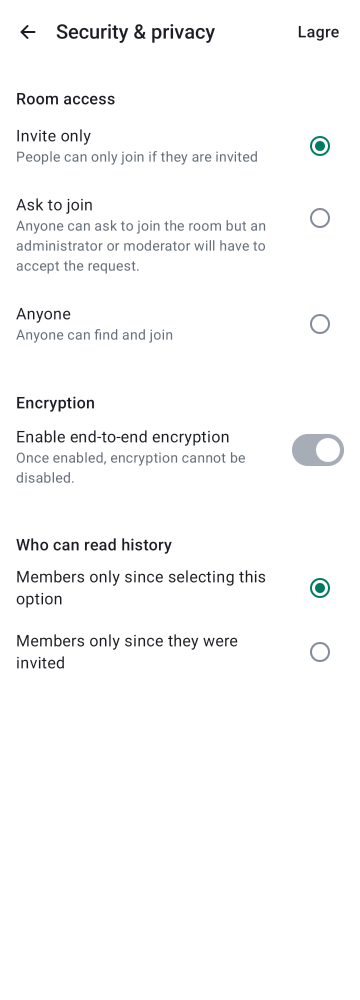 Security & privacy
Lagre
Room access
Invite only
People can only join if they are invited
Ask to join
Anyone can ask to join the room but an
administrator or moderator will have to
accept the request.
Anyone
Anyone can find and join
Encryption
Enable end-to-end encryption
Once enabled, encryption cannot be
disabled.
Who can read history
Members only since selecting this
option
Members only since they were
invited